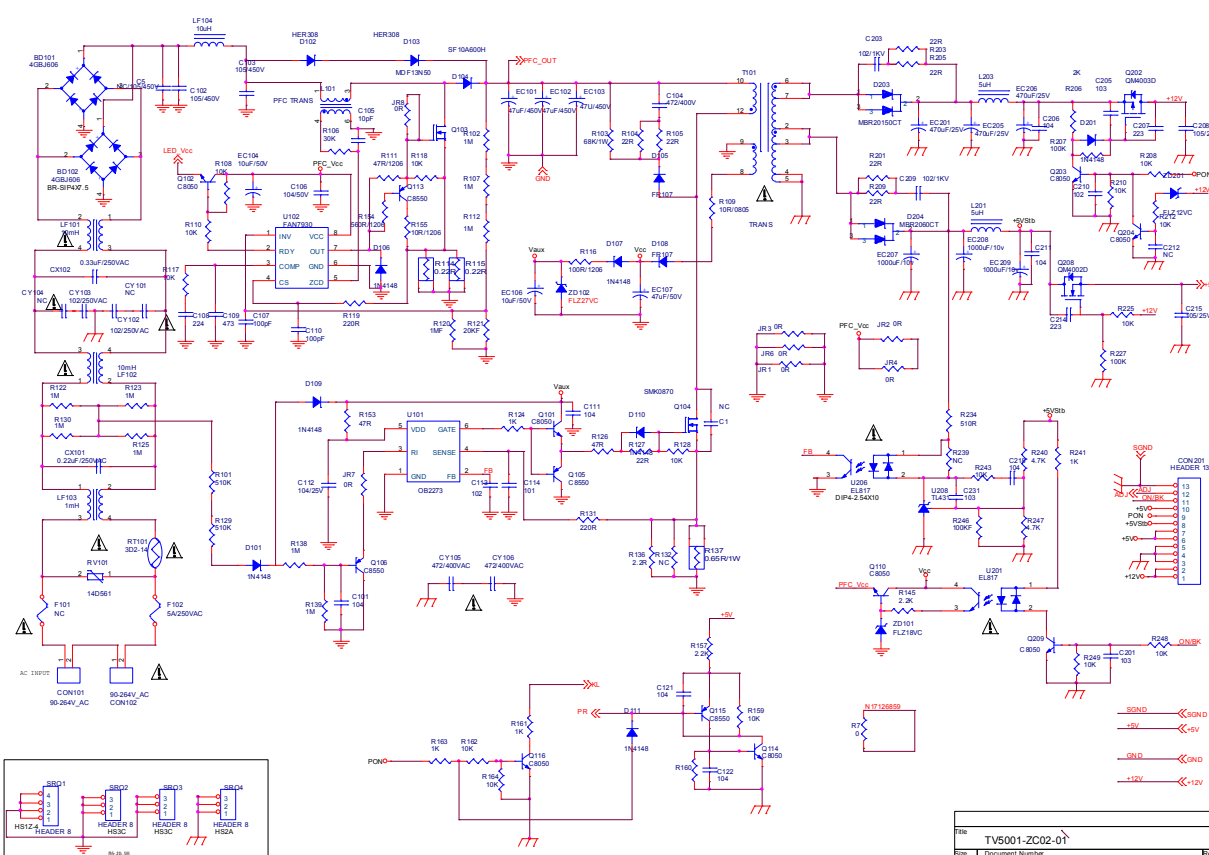 LF104
10uH
HER308
D102
HER308
D103
MDF13N50
SF10A600H
D104
PFC_OUT
BD101
4GBJ606
C5
NC/105/450V
C102
105/450V
C103
105/450V
BD102
4GBJ606
BR-SIP4X7.5
L101
PFC TRANS
C105
10pF
R106
30K
JR8
0R
Q103
R102
1M
R107
1M
R112
1M
EC101
47uF/450V
EC102
47uF/450V
EC103
47U/450V
GND
R103
68K/1W
R104
22R
R105
22R
C104
472/400V
D105
FR107
T101
TRANS
R109
10R/0805
LED_Vcc
Q102
C8050
R108
10K
R110
10K
EC104
10uF/50V
PFC_Vcc
C106
104/50V
U102
FAN7930
INV
RDY
COMP
CS
VCC
OUT
GND
ZCD
R111
47R/1206
R118
10K
Q113
C8550
R154
560R/1206
R155
10R/1206
D106
1N4148
R114
0.22R
R115
0.22R
R119
220R
R120
1MF
R121
20KF
R117
C108
224
C109
473
C107
100pF
C110
100pF
LF101
CX102
0.33uF/250VAC
CY104
NC
CY103
102/250VAC
CY101
NC
CY102
102/250VAC
10mH
LF102
R122
1M
R123
1M
R130
1M
R125
1M
CX101
0.22uF/250VAC
LF103
1mH
RT101
3D2-14
RV101
14D561
F101
NC
F102
5A/250VAC
AC INPUT
CON101
90-264V_AC
90-264V_AC
CON102
R101
510K
R129
510K
D101
1N4148
R138
1M
R139
1M
C101
104
Q106
C8550
JR7
0R
C112
104/25V
D109
1N4148
R153
47R
U101
VDD
RI
GND
GATE
SENSE
FB
OB2273
FB
C113
102
C114
101
R124
1K
Q101
C8050
Vaux
C111
104
Q105
C8550
R126
47R
D110
1N4148
R127
22R
R128
10K
SMK0870
Q104
NC
C1
R131
220R
R136
2.2R
R132
NC
R137
0.65R/1W
CY105
472/400VAC
CY106
472/400VAC
Vaux
R116
100R/1206
D107
1N4148
Vcc
D108
FR107
EC106
10uF/50V
ZD102
FLZ27VC
EC107
47uF/50V
JR3
0R
JR6
0R
JR1
0R
PFC_Vcc
JR2
0R
JR4
0R
C203
102/1KV
22R
R203
R205
22R
D203
MBR20150CT
L203
5uH
EC201
470uF/25V
EC205
470uF/25V
EC206
470uF/25V
C206
104
2K
R206
C205
103
Q202
QM4003D
+12V
C207
223
C208
D201
1N4148
R207
100K
R208
10K
Q203
C8050
C210
102
R210
10K
ZD201
FLZ12VC
R212
10K
Q204
C8050
C212
NC
R201
22R
R209
22R
C209
102/1KV
D204
MBR2060CT
L201
5uH
EC207
1000uF/10v
EC208
1000uF/10v
EC209
1000uF/10v
+5VStb
C211
104
Q208
QM4002D
C214
223
+12V
R225
10K
R227
100K
C215
R234
510R
R239
NC
FB
U206
EL817
DIP4-2.54X10
U208
TL431
C231
103
R243
10K
R240
4.7K
R241
1K
R246
100KF
R247
4.7K
+5VStb
SGND
CON201
HEADER 13
ADJ
ADJ
ON/BK
+5V
PON
+5VStb
+5V
+12V
Q110
C8050
PFC_Vcc
Vcc
R145
2.2K
ZD101
FLZ18VC
U201
EL817
Q209
C8050
R249
10K
C201
103
R248
10K
ON/BK
+5V
R157
2.2K
C121
104
Q115
C8550
R159
10K
Q114
C8050
R160
C122
104
XL
PR
D111
1N4148
R161
1K
PON
R163
1K
R162
10K
R164
10K
Q116
C8050
N17126859
R7
0
SGND
SGND
+5V
+5V
GND
GND
+12V
+12V
SRO1
HS1Z-4
HEADER 8
SRO2
HEADER 8
HS3C
SRO3
HEADER 8
HS3C
SRO4
HEADER 8
HS2A
Title
TV5001-ZC02-01
Size
Document Number